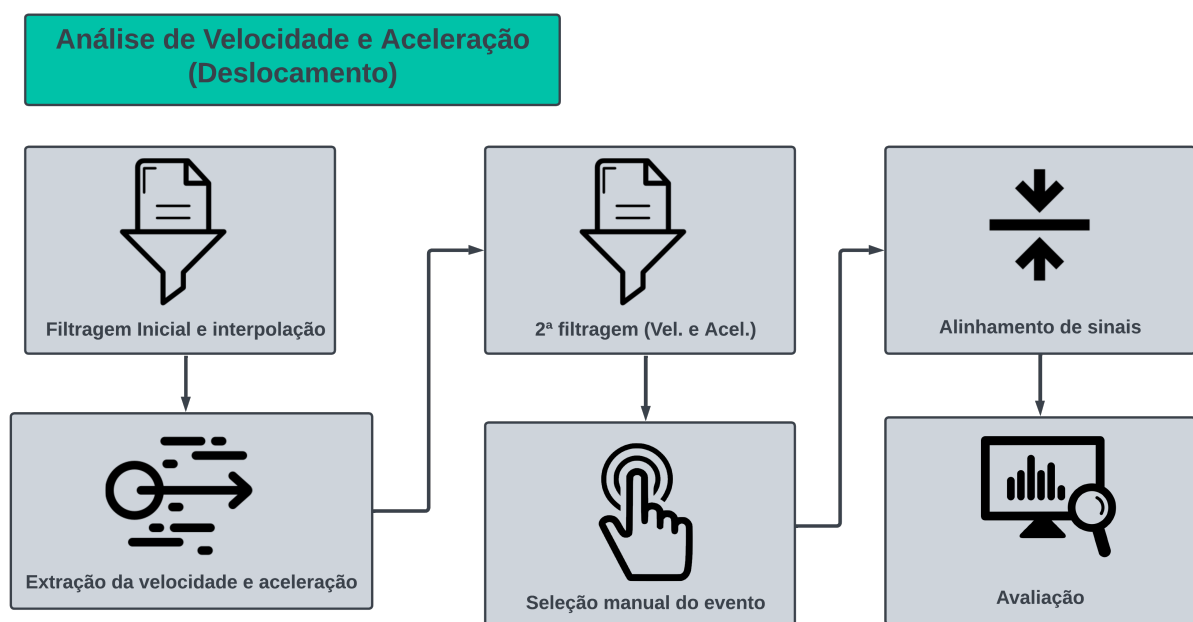 Análise de Velocidade e Aceleração
(Deslocamento)
Filtragem Inicial e interpolação
Extração da velocidade e aceleração
2ª filtragem (Vel. e Acel.)
Seleção manual do evento
Alinhamento de sinais
Avaliação